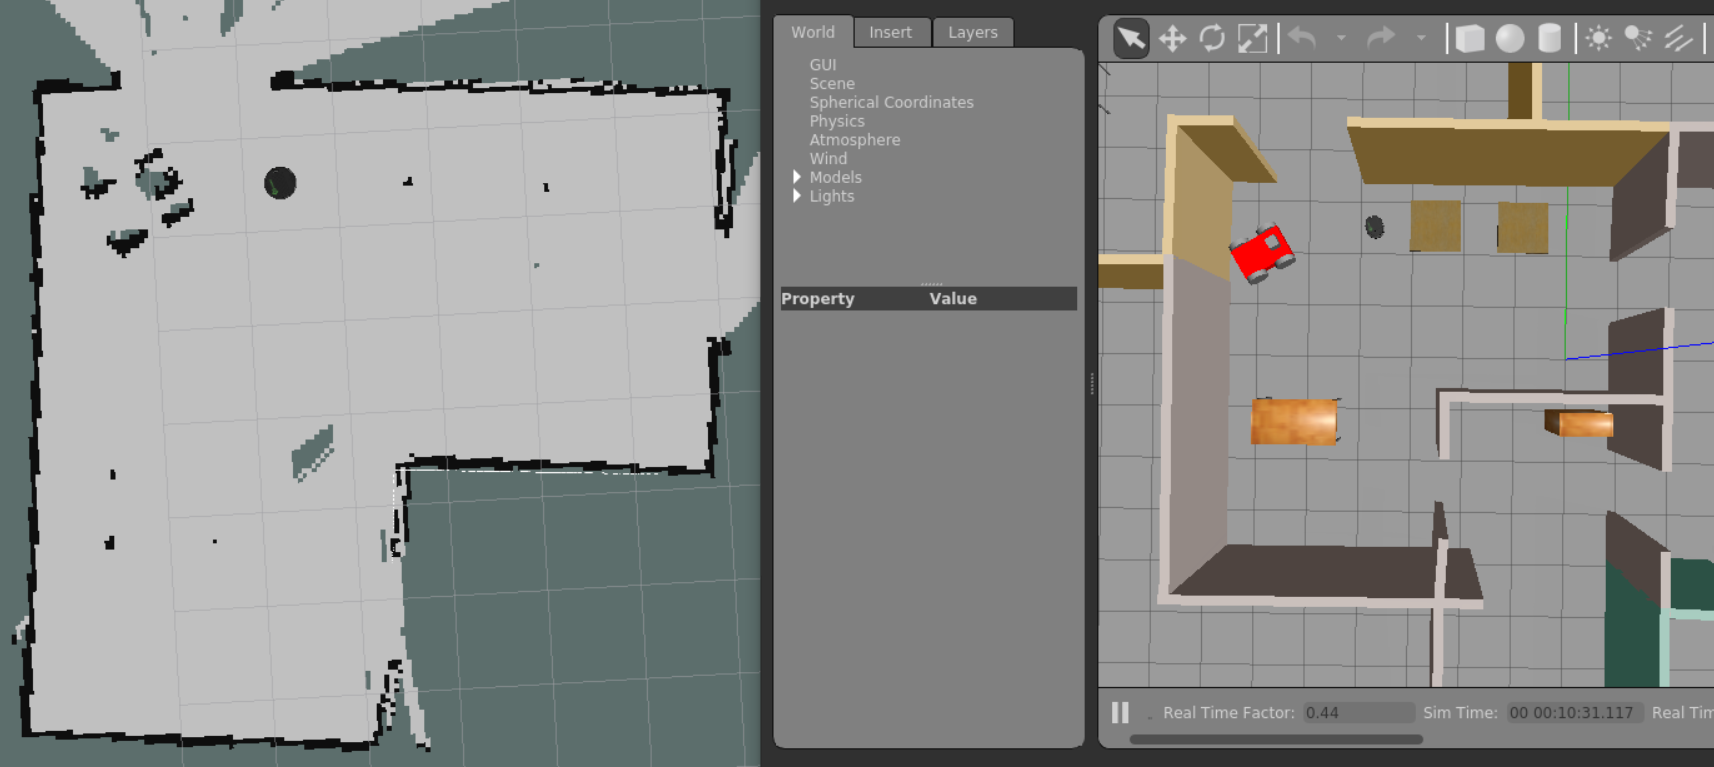 World Insert Layers
GUI
Scene
Spherical Coordinates
Physics
Atmosphere
Wind
Models
Lights
Property Value
Real Time Factor: 0.44 Sim Time: 00 00:10:31.117 Real Tim